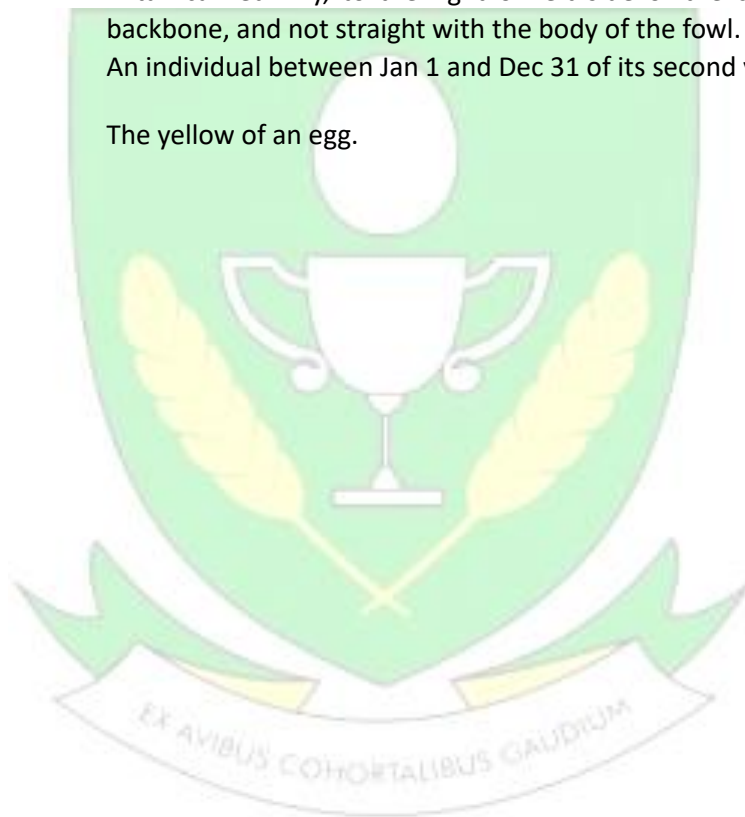 backbone, and not straight with the body of the fowl.
An individual between Jan 1 and Dec 31 of its second
The yellow of an egg.
EX AVIBUS COHORTALIBUS GAUDIUM